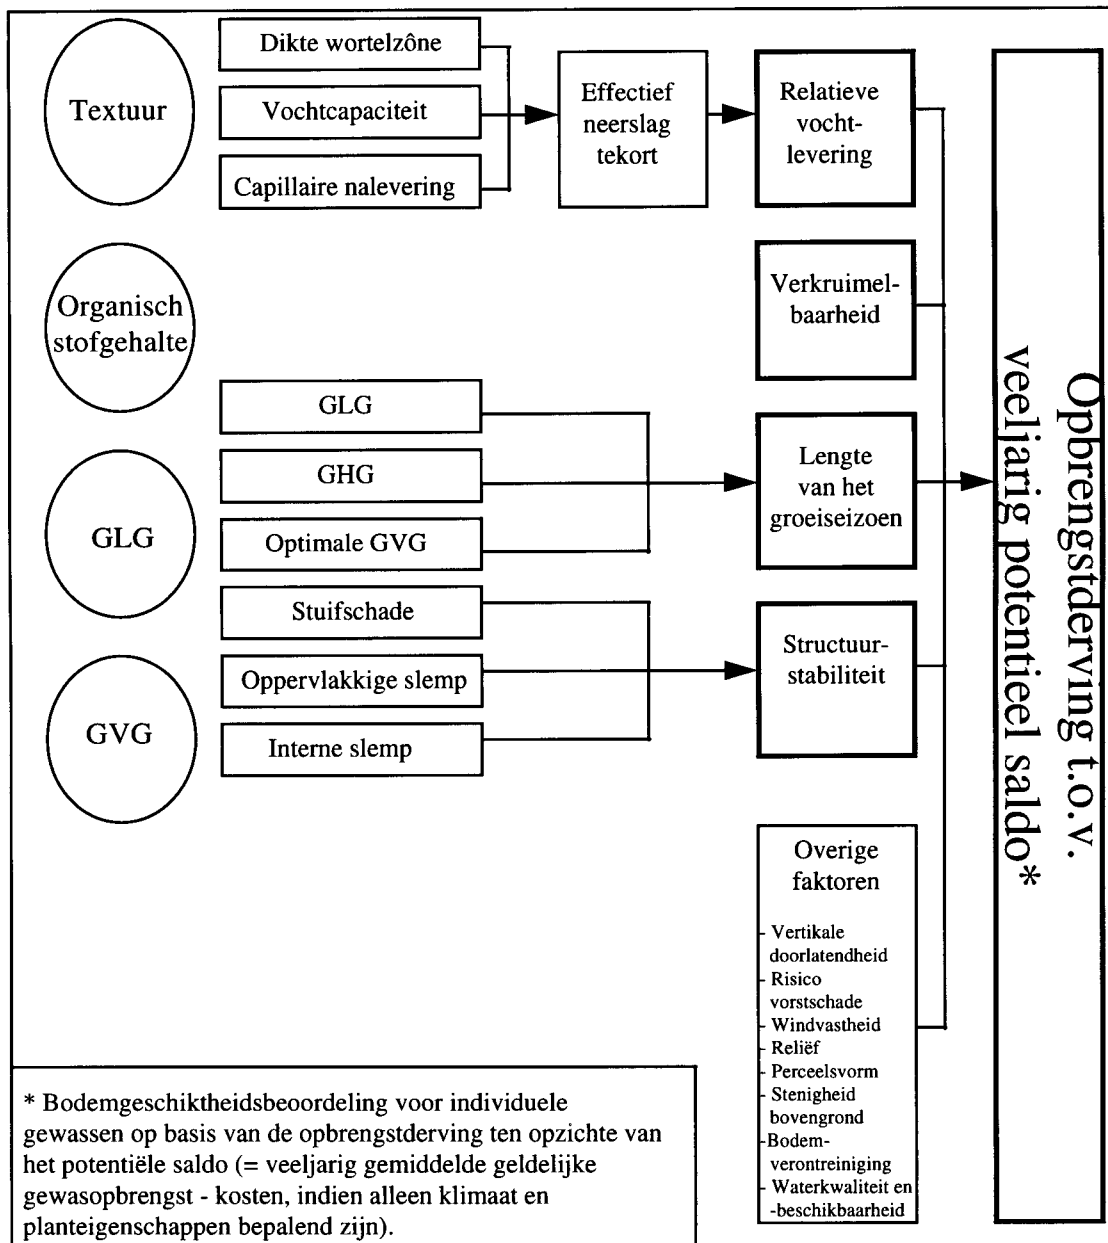 Textuur
Organisch
stofgehalte
GLG
GVG
Dikte wortelzône
Vochtcapaciteit
Capillaire nalevering
GLG
GHG
Optimale GVG
Stuifschade
Oppervlakkige slemp
Interne slemp
Effectief
neerslag
tekort
Relatieve
vocht-
levering
Verkruimel-
baarheid
Lengte
van het
groeiseizoen
Structuur-
stabiliteit
Overige
faktoren
- Vertikale
doorlatendheid
- Risico
vorstschade
- Windvastheid
- Reliëf
- Perceelsvorm
- Stenigheid
bovengrond
-Bodem-
verontreiniging
- Waterkwaliteit en
-beschikbaarheid
Opbrengstderving t.o.v.
veeljarig potentieel saldo*
* Bodemgeschiktheidsbeoordeling voor individuele
gewassen op basis van de opbrengstderving ten opzichte van
het potentiële saldo (= veeljarig gemiddelde geldelijke
gewasopbrengst - kosten, indien alleen klimaat en
planteigenschappen bepalend zijn).